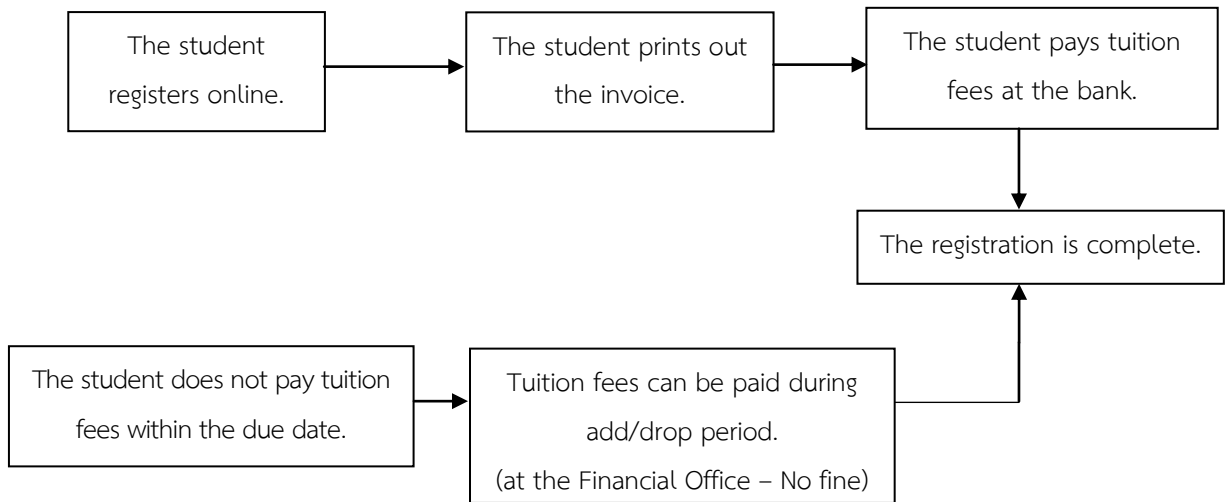 The student
registers online.
The student prints out
the invoice.
The student pays tuition
fees at the bank.
The registration is complete.
The student does not pay tuition
fees within the due date.
Tuition fees can be paid during
add/drop period.
(at the Financial Office – No fine)